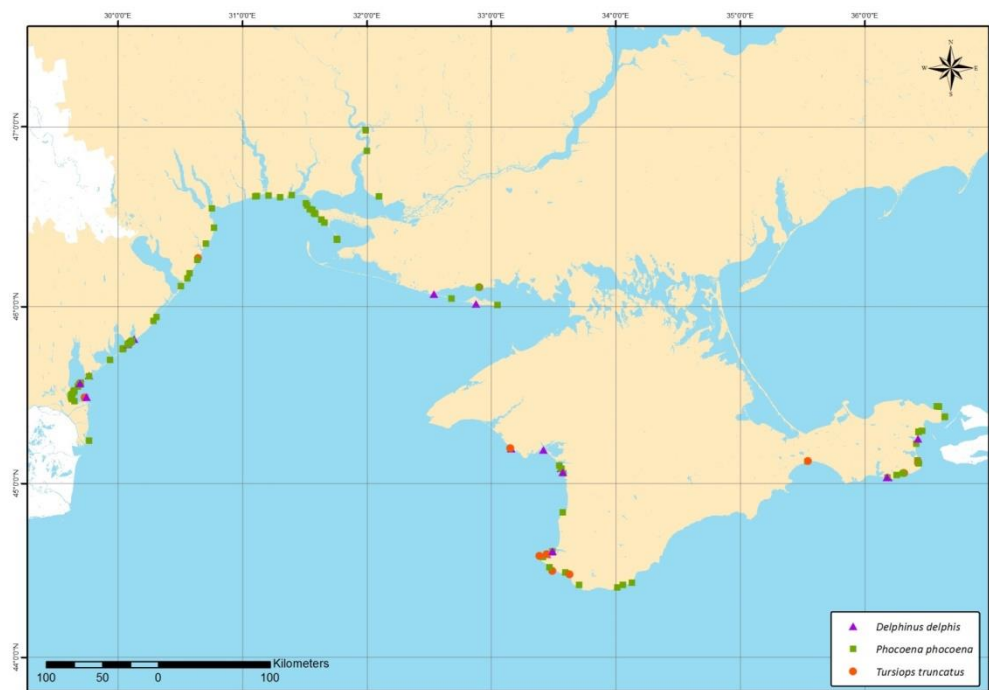 30°0'0"E 31°0'0"E 32°0'0"E 33°0'0"E 34°0'0"E 35°0'0"E 36°0'0"E
N
W E
S
47°0'0"N
46°0'0"N
45°0'0"N
44°0'0"N
Delphinus delphis
Phocoena phocoena
Tursiops truncatus
Kilometers
100 50 0 100